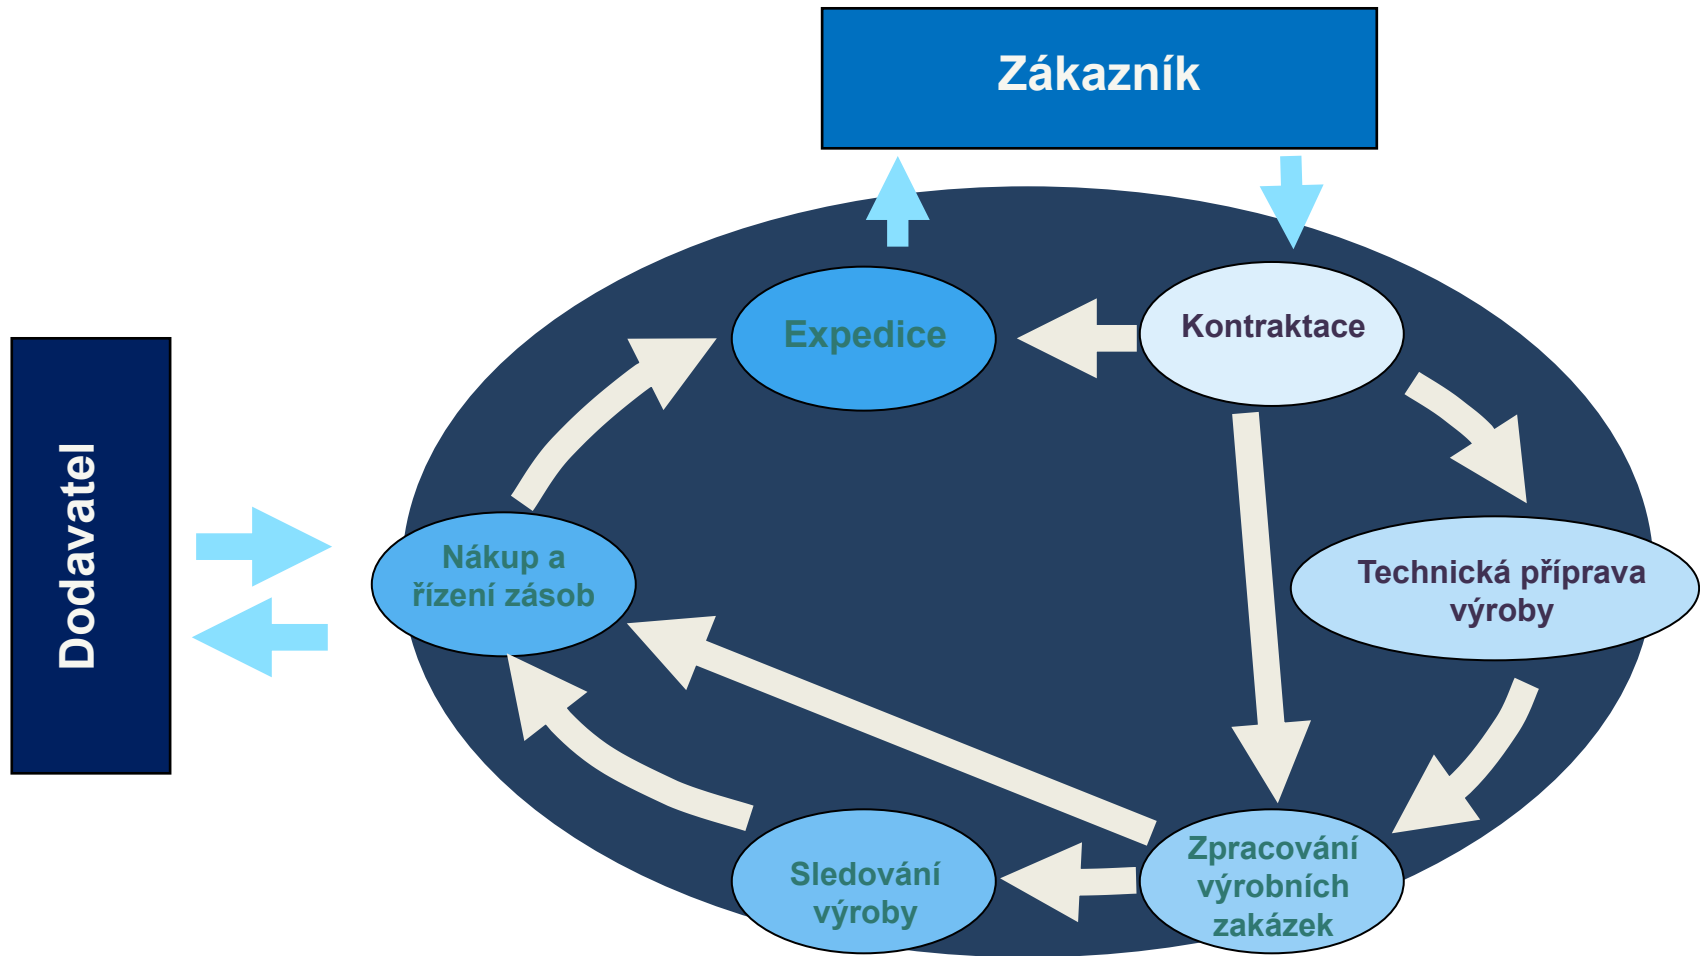 Zákazník
Expedice
Kontraktace
Dodavatel
Nákup a
řízení zásob
Technická příprava
výroby
Sledování
výroby
Zpracování
výrobních
zakázek